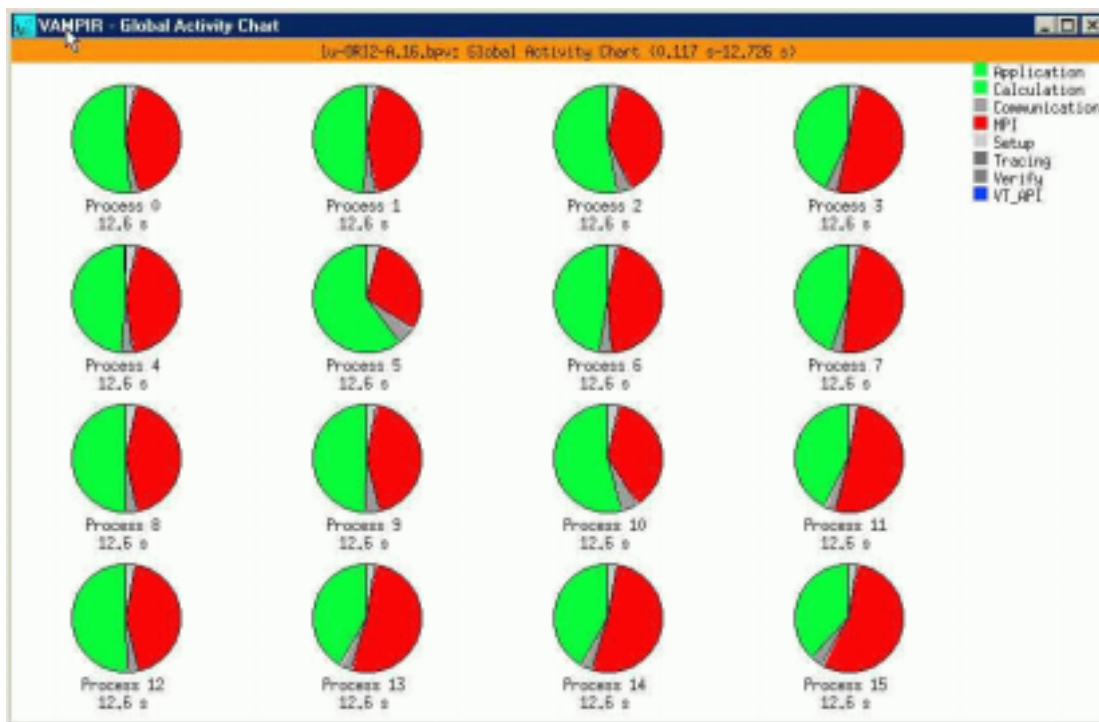 VAMPIR - Global Activity Chart
lu-ORI2-A.16.bpv: Global Activity Chart (0.117 s-12.726 s)
Application
Calculation
Communication
MPI
Setup
Tracing
Verify
VT_API
Process 0
12.6 s
Process 1
12.6 s
Process 2
12.6 s
Process 3
12.6 s
Process 4
12.6 s
Process 5
12.6 s
Process 6
12.6 s
Process 7
12.6 s
Process 8
12.6 s
Process 9
12.6 s
Process 10
12.6 s
Process 11
12.6 s
Process 12
12.6 s
Process 13
12.6 s
Process 14
12.6 s
Process 15
12.6 s